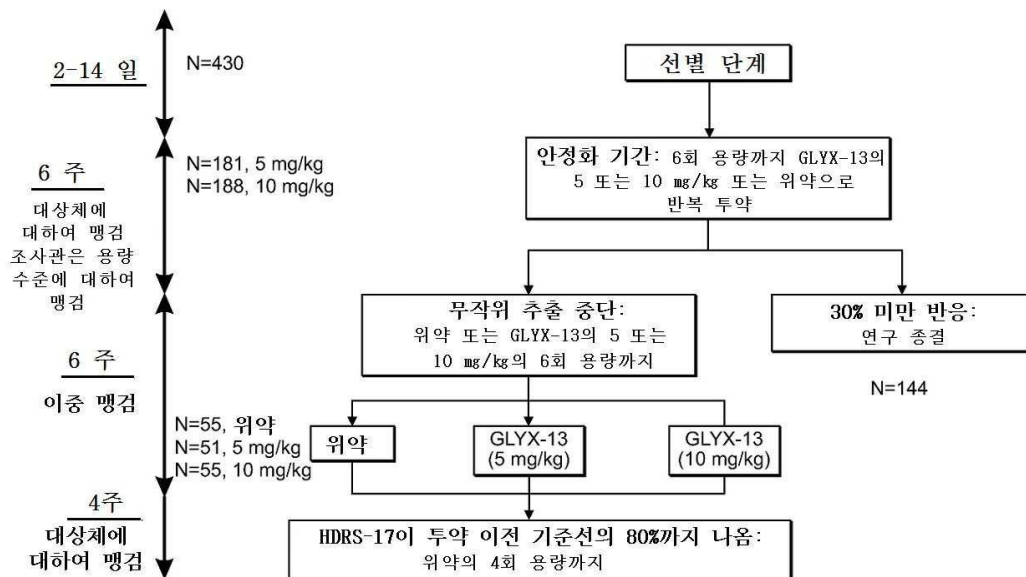 2-14 일
N=430
선별 단계
6 주
대상체에
대하여 맹검
조사관은 용량
수준에 대하여
맹검
N=181, 5 mg/kg
N=188, 10 mg/kg
안정화 기간: 6회 용량까지 GLYX-13의
5 또는 10 mg/kg 또는 위약으로
반복 투약
무작위 추출 중단:
위약 또는 GLYX-13의 5 또는
10 mg/kg의 6회 용량까지
30% 미만 반응:
연구 종결
N=144
6 주
이중 맹검
N=55, 위약
N=51, 5 mg/kg
N=55, 10 mg/kg
위약
GLYX-13
(5 mg/kg)
GLYX-13
(10 mg/kg)
4주
대상체에
대하여 맹검
HDRS-17이 투약 이전 기준선의 80%까지 나옴:
위약의 4회 용량까지